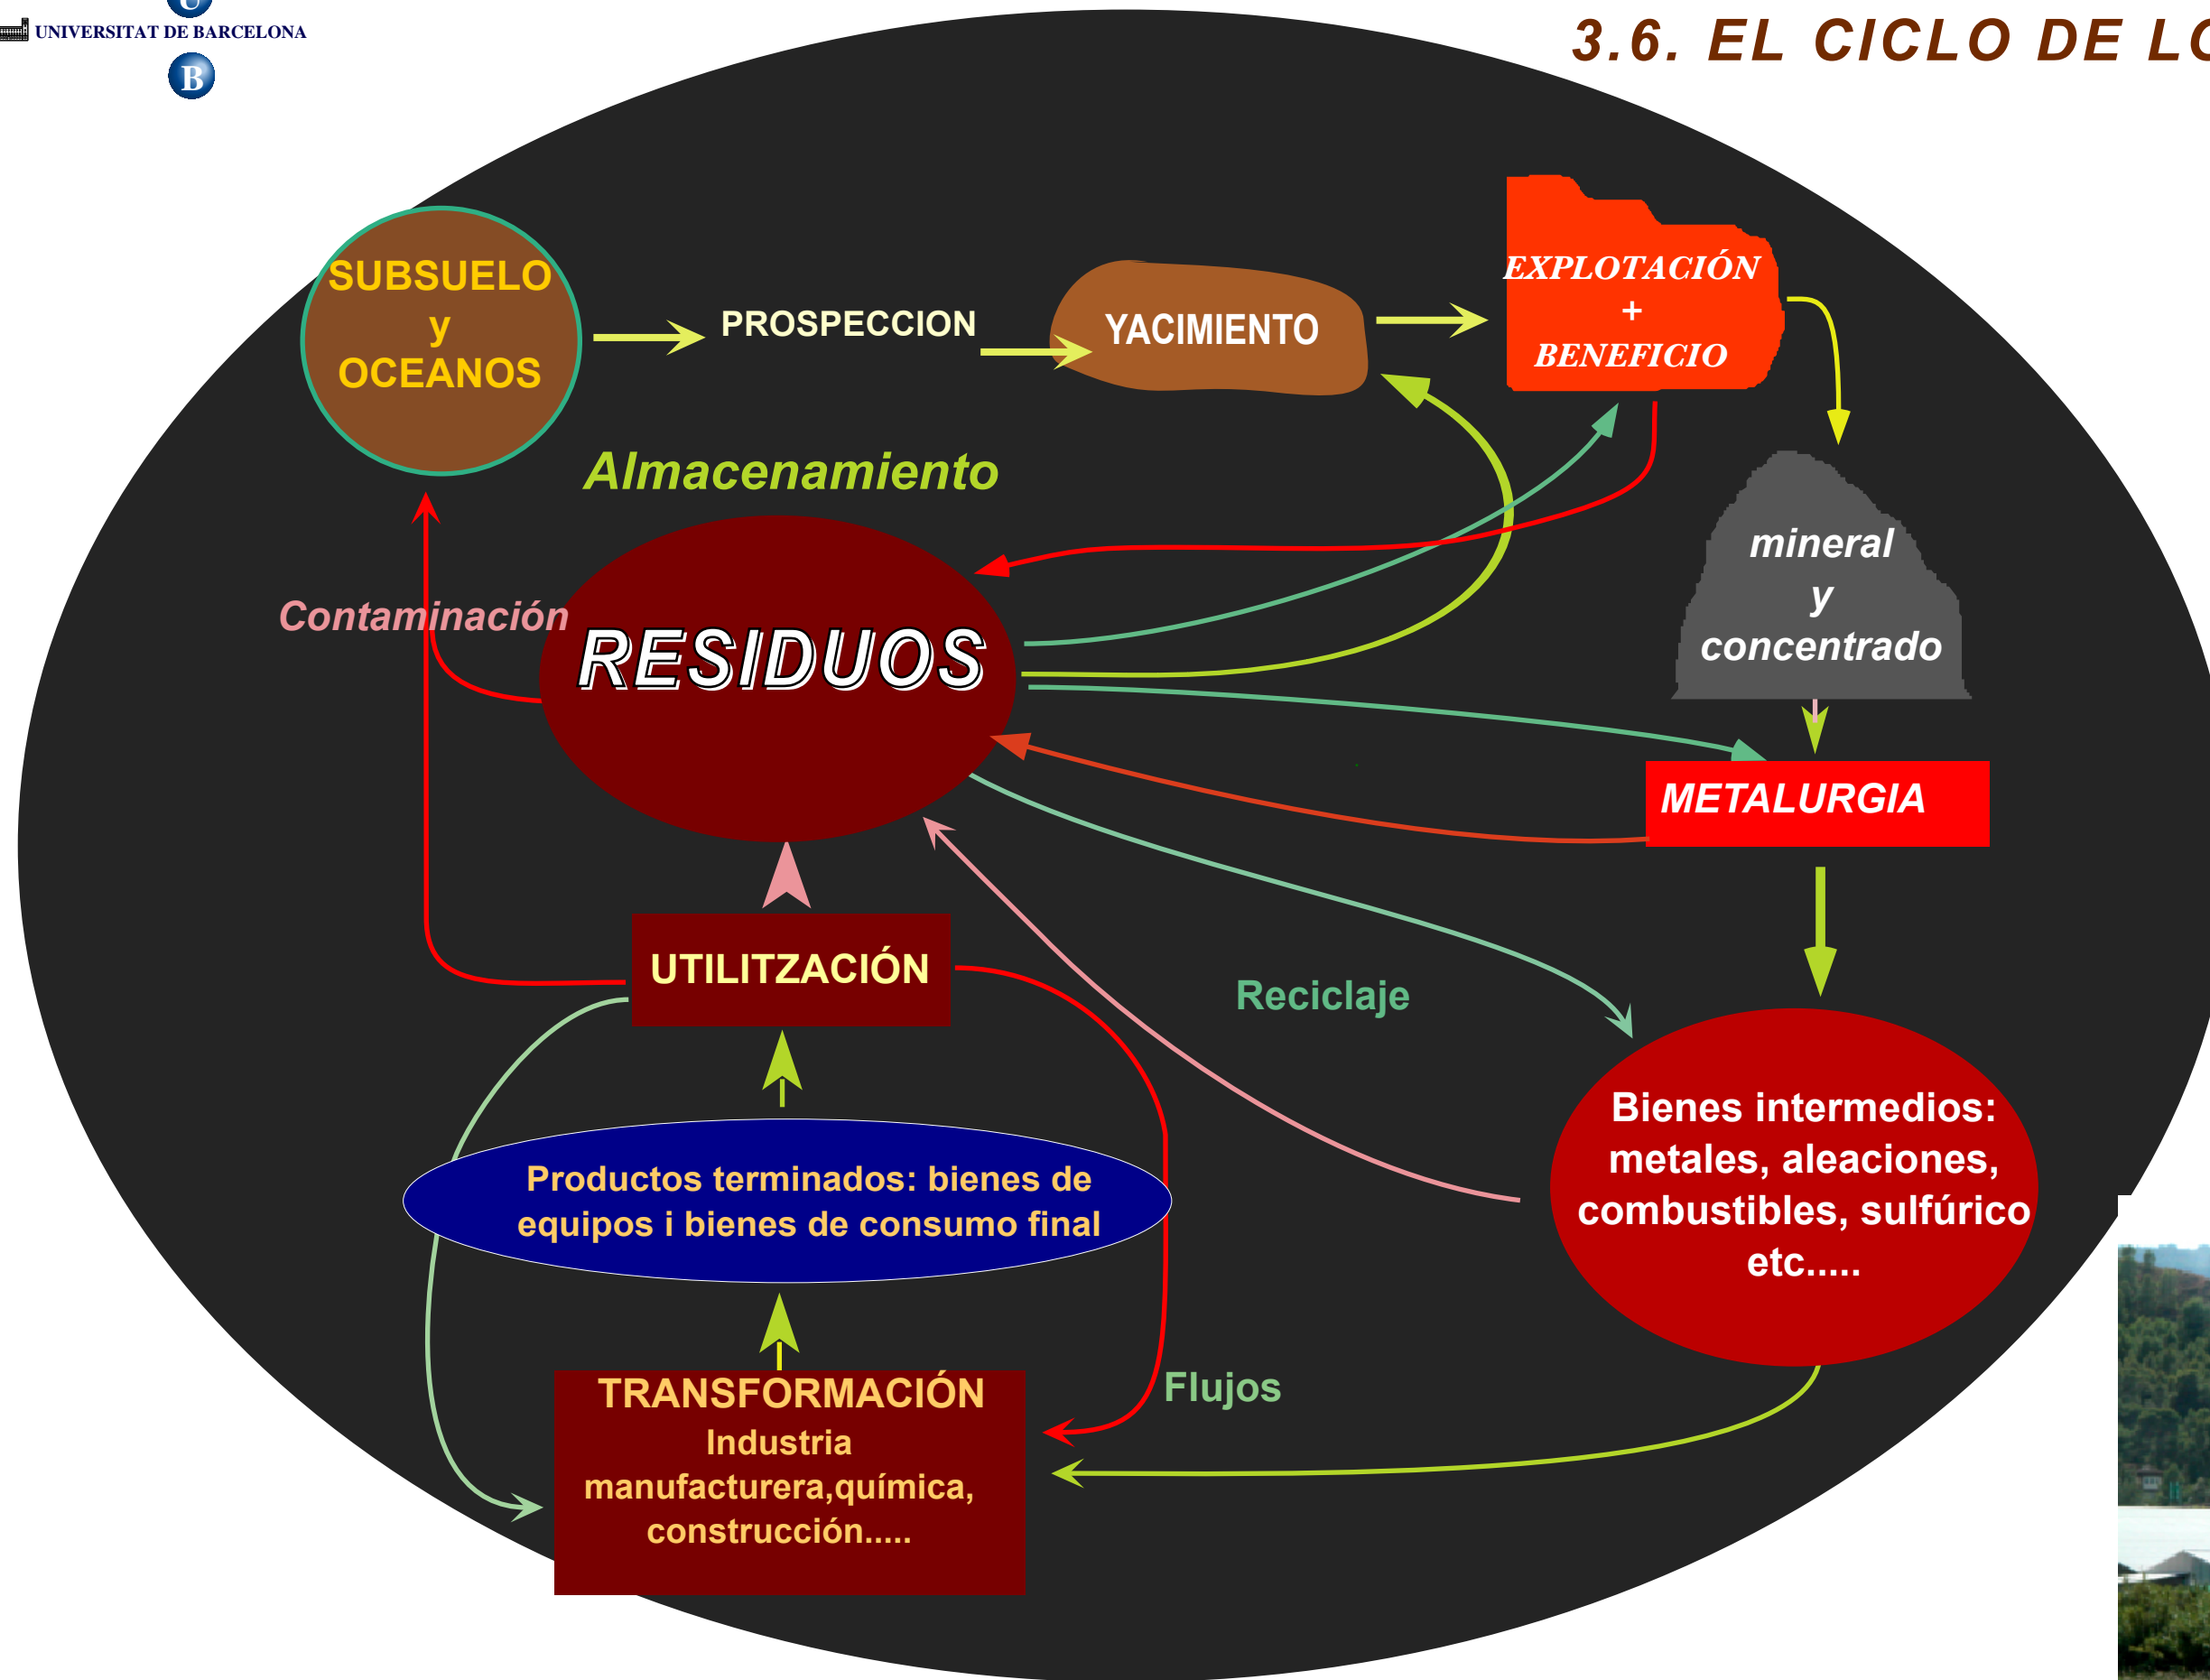 U
UNIVERSITAT DE BARCELONA
B
3.6. EL CICLO DE LO
SUBSUELO
y
OCEANOS
PROSPECCION
YACIMIENTO
EXPLOTACIÓN
+
BENEFICIO
Almacenamiento
mineral
y
concentrado
Contaminación
RESIDUOS
METALURGIA
UTILITZACIÓN
Reciclaje
Bienes intermedios:
metales, aleaciones,
combustibles, sulfúrico
etc.....
Productos terminados: bienes de
equipos i bienes de consumo final
Flujos
TRANSFORMACIÓN
Industria
manufacturera,química,
construcción.....